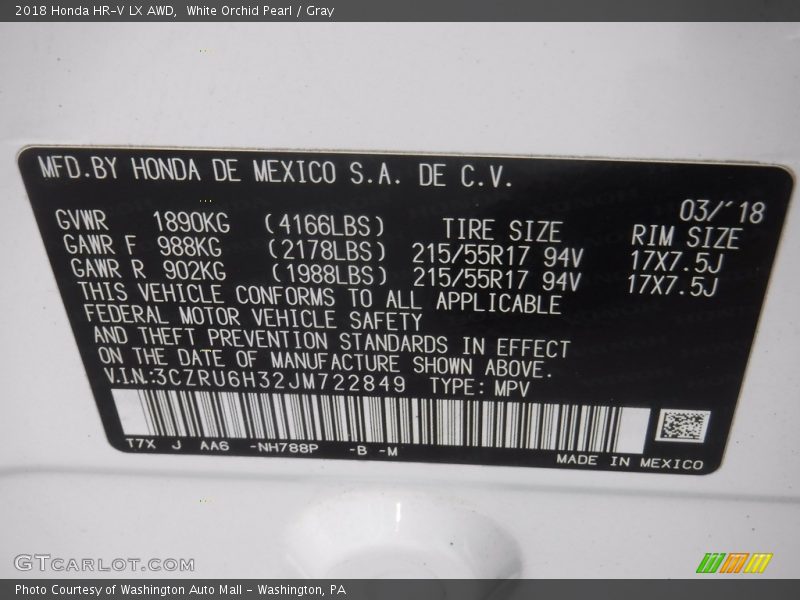 2018 Honda HR-V LX AWD,  White Orchid Pearl / Gray
MFD.BY HONDA DE MEXICO S.A. DE C.V.
03/'18
GVWR 1890KG (4166LBS) TIRE SIZE RIM SIZE
GAWR F 988KG (2178LBS) 215/55R17 94V 17X7.5J
GAWR R 902KG (1988LBS) 215/55R17 94V 17X7.5J
THIS VEHICLE CONFORMS TO ALL APPLICABLE
FEDERAL MOTOR VEHICLE SAFETY
AND THEFT PREVENTION STANDARDS IN EFFECT
ON THE DATE OF MANUFACTURE SHOWN ABOVE.
V.I.N.:3CZRU6H32JM722849 TYPE: MPV
T7X J AA6 -NH788P -B -M
MADE IN MEXICO
GTCARLOT.COM
Photo Courtesy of Washington Auto Mall - Washington, PA